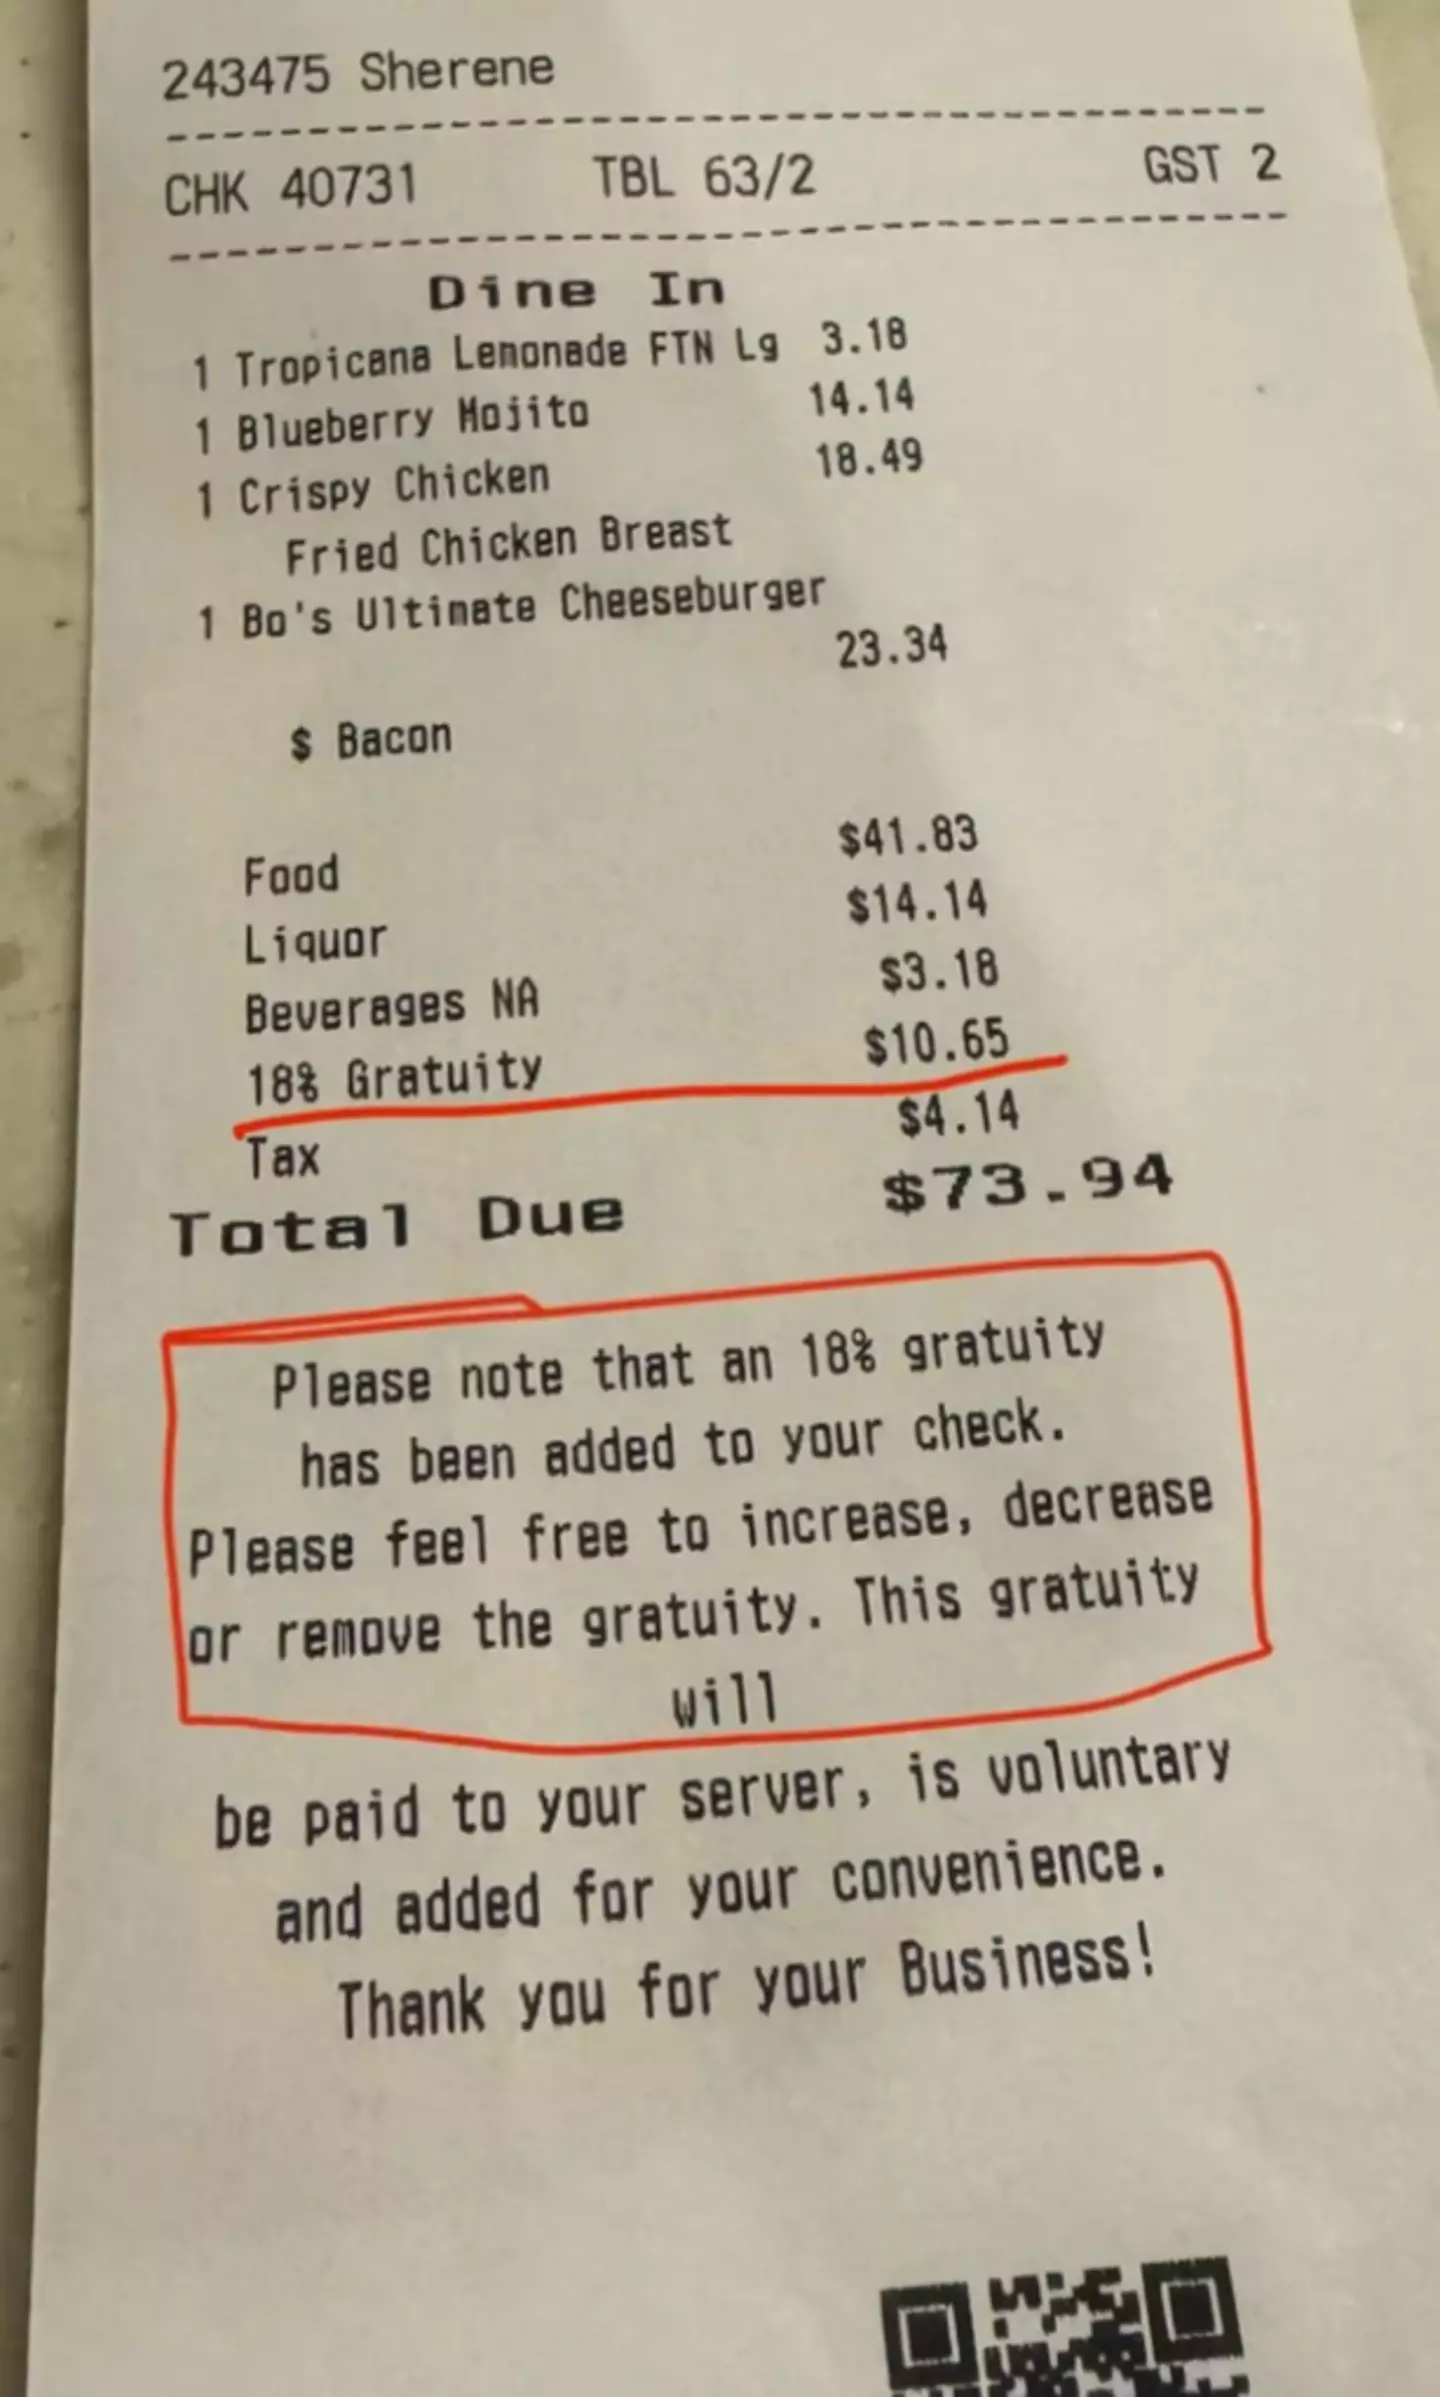 243475 Sherene
CHK 40731 TBL 63/2 GST 2
Dine In
1 Tropicana Lemonade FTN Lg 3.18
1 Blueberry Mojito 14.14
1 Crispy Chicken 18.49
Fried Chicken Breast
1 Bo's Ultimate Cheeseburger
23.34
$ Bacon
Food $41.83
Liquor $14.14
Beverages NA $3.18
18% Gratuity $10.65
Tax $4.14
Total Due $73.94
Please note that an 18% gratuity
has been added to your check.
Please feel free to increase, decrease
or remove the gratuity. This gratuity
will
be paid to your server, is voluntary
and added for your convenience.
Thank you for your Business!